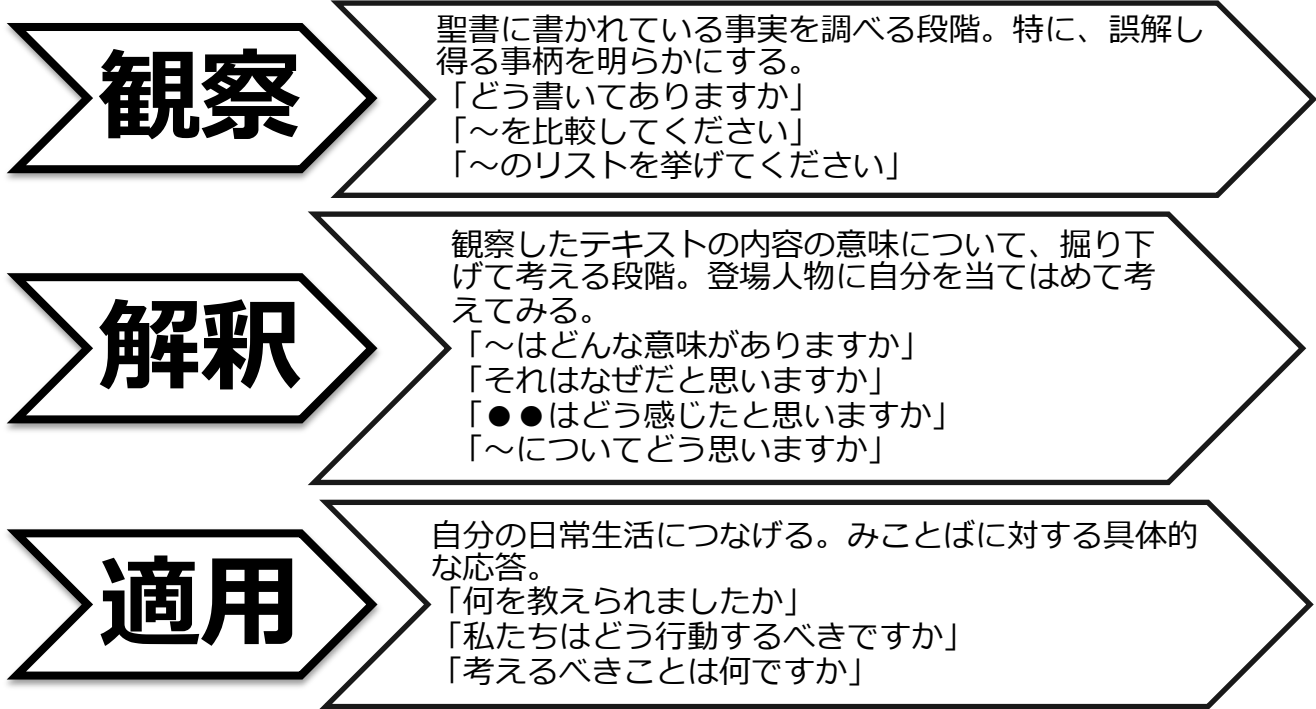 観察
聖書に書かれている事実を調べる段階。特に、誤解し
得る事柄を明らかにする。
「どう書いてありますか」
「～を比較してください」
「～のリストを挙げてください」
解釈
観察したテキストの内容の意味について、掘り下
げて考える段階。登場人物に自分を当てはめて考
えてみる。
「～はどんな意味がありますか」
「それはなぜだと思いますか」
「●●はどう感じたと思いますか」
「～についてどう思いますか」
適用
自分の日常生活につなげる。みことばに対する具体的
な応答。
「何を教えられましたか」
「私たちはどう行動するべきですか」
「考えるべきことは何ですか」